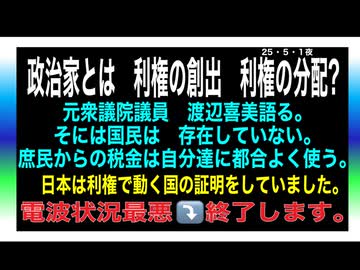 25・5・1夜
政治家とは 利権の創出 利権の分配?
元衆議院議員 渡辺喜美語る。
そには国民は 存在していない。
庶民からの税金は自分達に都合よく使う。
日本は利権で動く国の証明をしていました。
電波状況最悪⤵終了します。